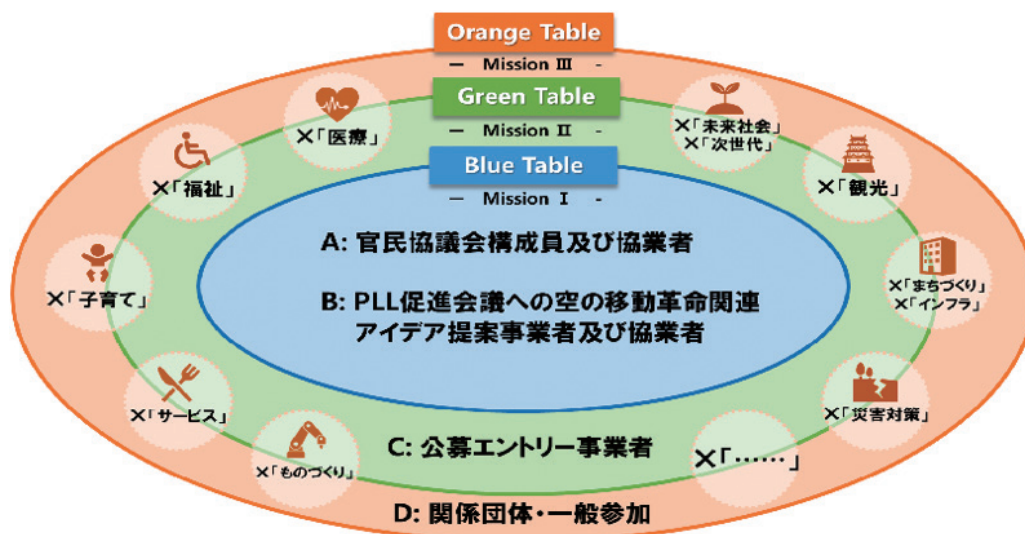 Orange Table
— Mission Ⅲ -
Green Table
— Mission Ⅱ -
Blue Table
— Mission Ⅰ -
A: 官民協議会構成員及び協業者
B: PLL促進会議への空の移動革命関連
アイデア提案事業者及び協業者
C: 公募エントリー事業者
D: 関係団体・一般参加
×「医療」
×「福祉」
×「子育て」
×「サービス」
×「ものづくり」
×「未来社会」
×「次世代」
×「観光」
×「まちづくり」
×「インフラ」
×「災害対策」
×「……」